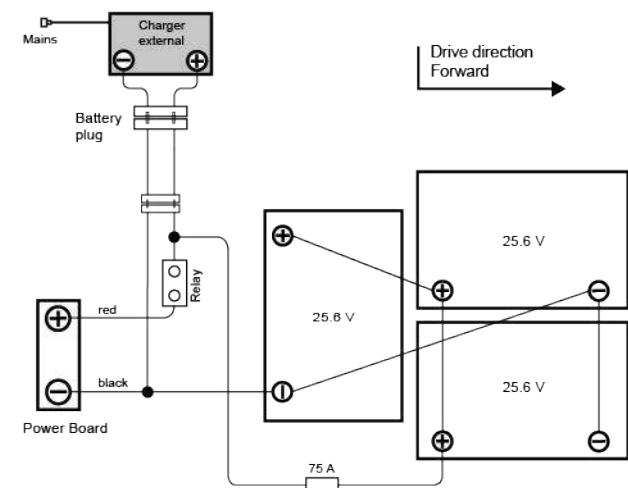 Charger
external
Mains
Drive direction
Forward
Battery
plug
25.6 V
Relay
red
25.6 V
25.6 V
black
Power Board
75 A